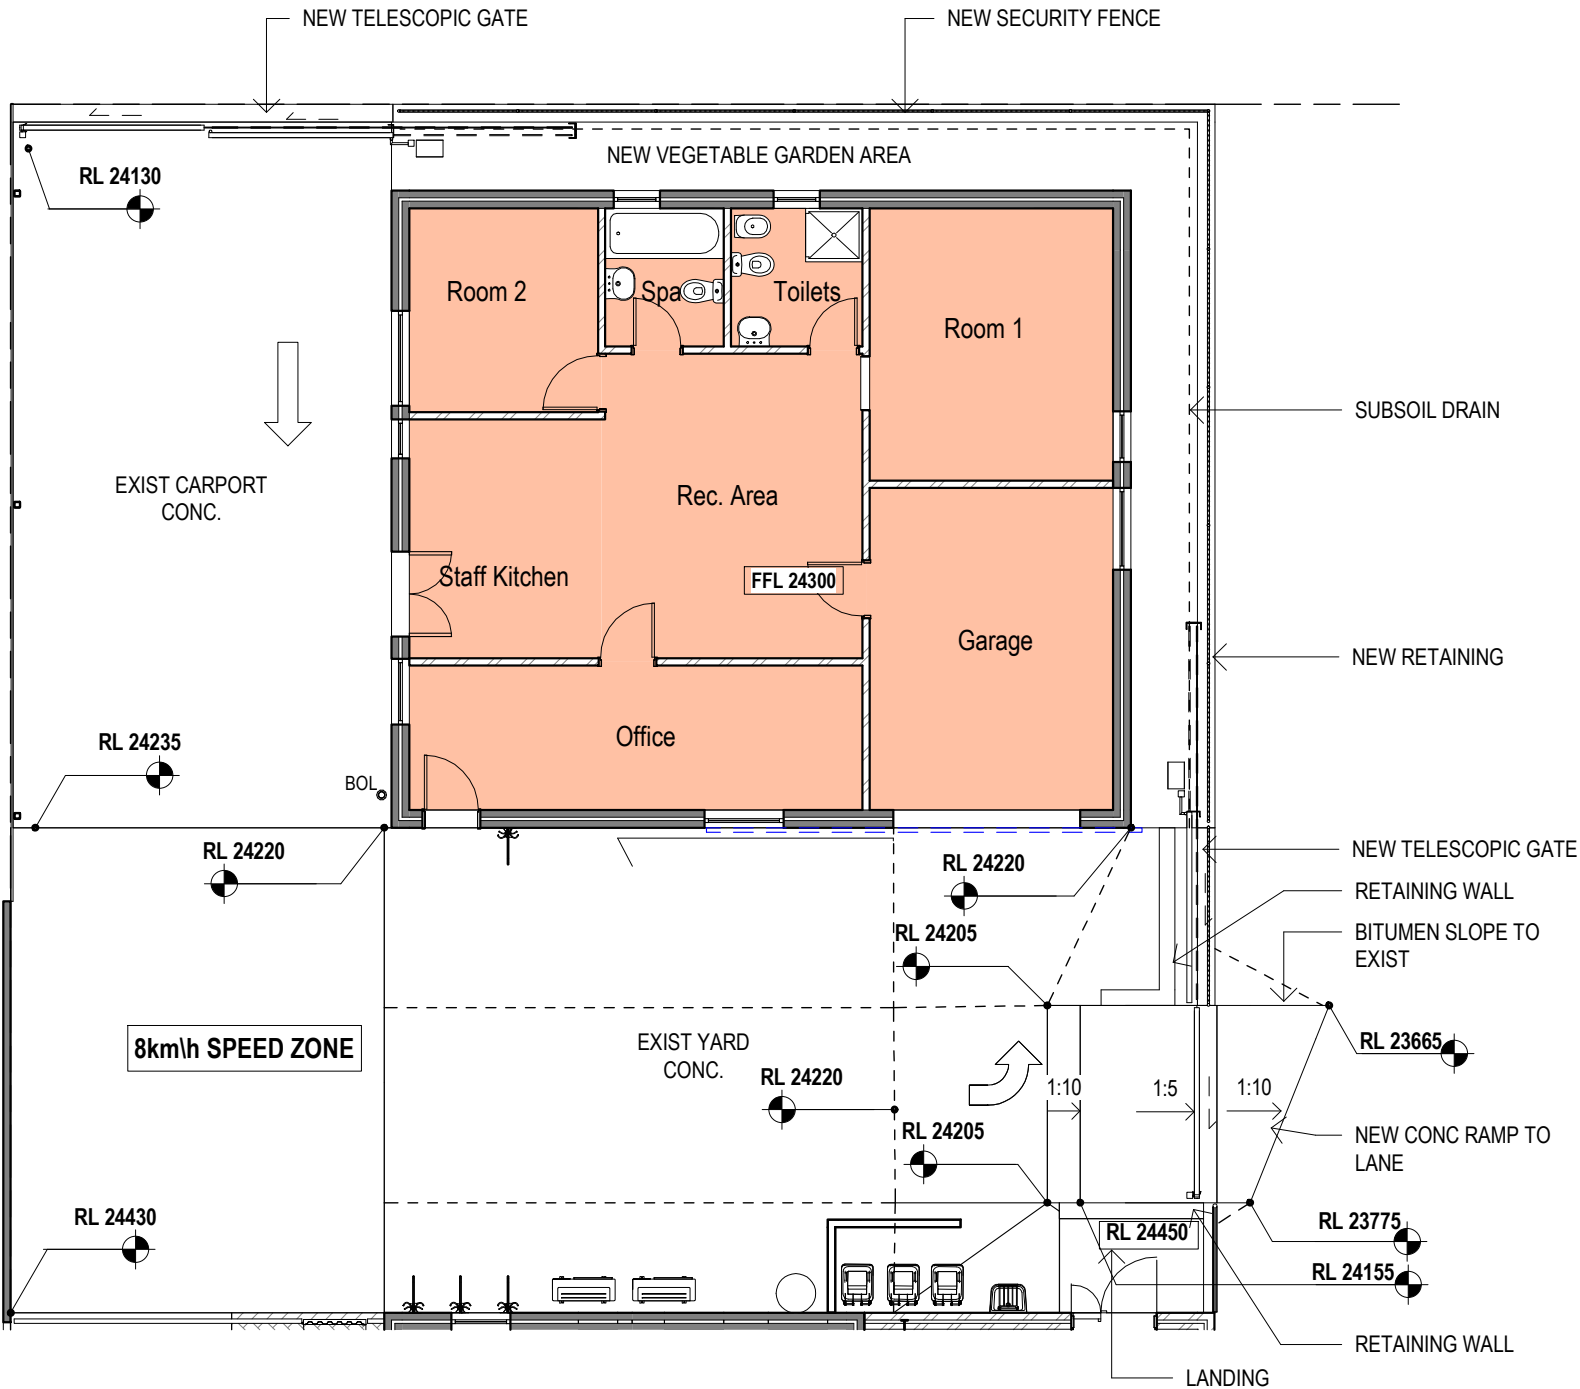 NEW TELESCOPIC GATE
NEW SECURITY FENCE
NEW VEGETABLE GARDEN AREA
RL 24130
Room 2
Spa
Toilets
Room 1
SUBSOIL DRAIN
EXIST CARPORT
CONC.
Rec. Area
Staff Kitchen
FFL 24300
Garage
NEW RETAINING
Office
RL 24235
BOL
RL 24220
RL 24220
NEW TELESCOPIC GATE
RETAINING WALL
RL 24205
BITUMEN SLOPE TO
EXIST
8km\h SPEED ZONE
EXIST YARD
CONC.
RL 23665
RL 24220
1:10
1:5
1:10
RL 24205
NEW CONC RAMP TO
LANE
RL 24430
RL 24450
RL 23775
RL 24155
RETAINING WALL
LANDING